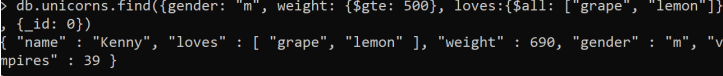 > db.unicorns.find({gender: "m", weight: {$gte: 500}, loves:{$all: ["grape", "lemon"]}
, {_id: 0})
{ "name" : "Kenny", "loves" : [ "grape", "lemon" ], "weight" : 690, "gender" : "m", "v
mpires" : 39 }